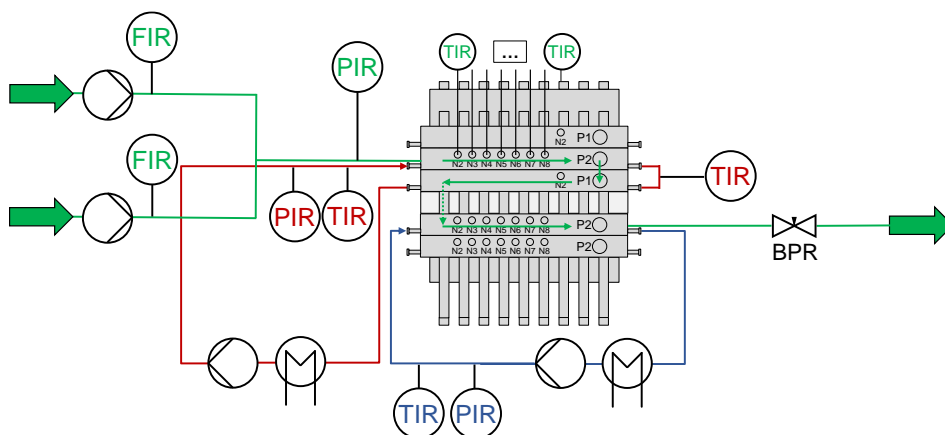 FIR
TIR
...
TIR
PIR
N2
P1
FIR
N2 N3 N4 N5 N6 N7 N8
P2
N2
P1
TIR
PIR
TIR
N2 N3 N4 N5 N6 N7 N8
P2
N2 N3 N4 N5 N6 N7 N8
P2
BPR
TIR
PIR